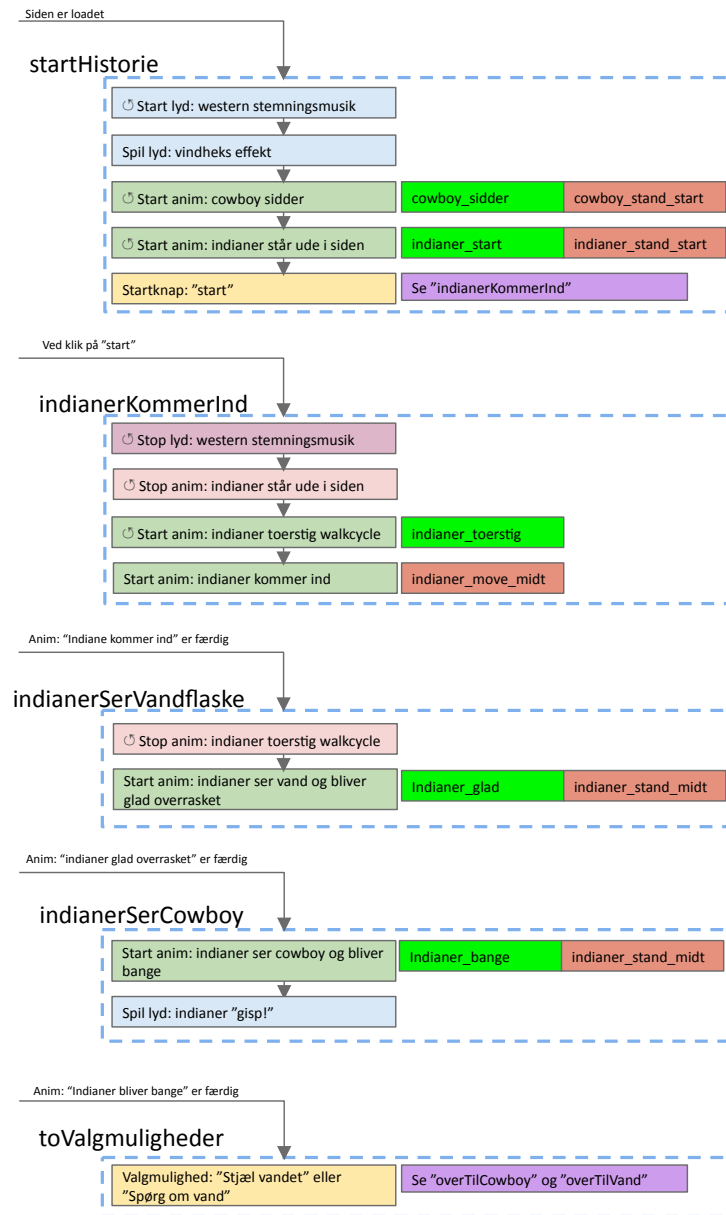 Siden er loadet
startHistorie
↺ Start lyd: western stemningsmusik
Spil lyd: vindheks effekt
↺ Start anim: cowboy sidder
cowboy_sidder
cowboy_stand_start
↺ Start anim: indianer står ude i siden
indianer_start
indianer_stand_start
Startknap: ”start”
Se ”indianerKommerInd”
Ved klik på ”start”
indianerKommerInd
↺ Stop lyd: western stemningsmusik
↺ Stop anim: indianer står ude i siden
↺ Start anim: indianer toerstig walkcycle
indianer_toerstig
Start anim: indianer kommer ind
indianer_move_midt
Anim: “Indiane kommer ind” er færdig
indianerSerVandflaske
↺ Stop anim: indianer toerstig walkcycle
Start anim: indianer ser vand og bliver
glad overrasket
Indianer_glad
indianer_stand_midt
Anim: “indianer glad overrasket” er færdig
indianerSerCowboy
Start anim: indianer ser cowboy og bliver
bange
Indianer_bange
indianer_stand_midt
Spil lyd: indianer ”gisp!”
Anim: “Indianer bliver bange” er færdig
toValgmuligheder
Valgmulighed: ”Stjæl vandet” eller
”Spørg om vand”
Se ”overTilCowboy” og ”overTilVand”